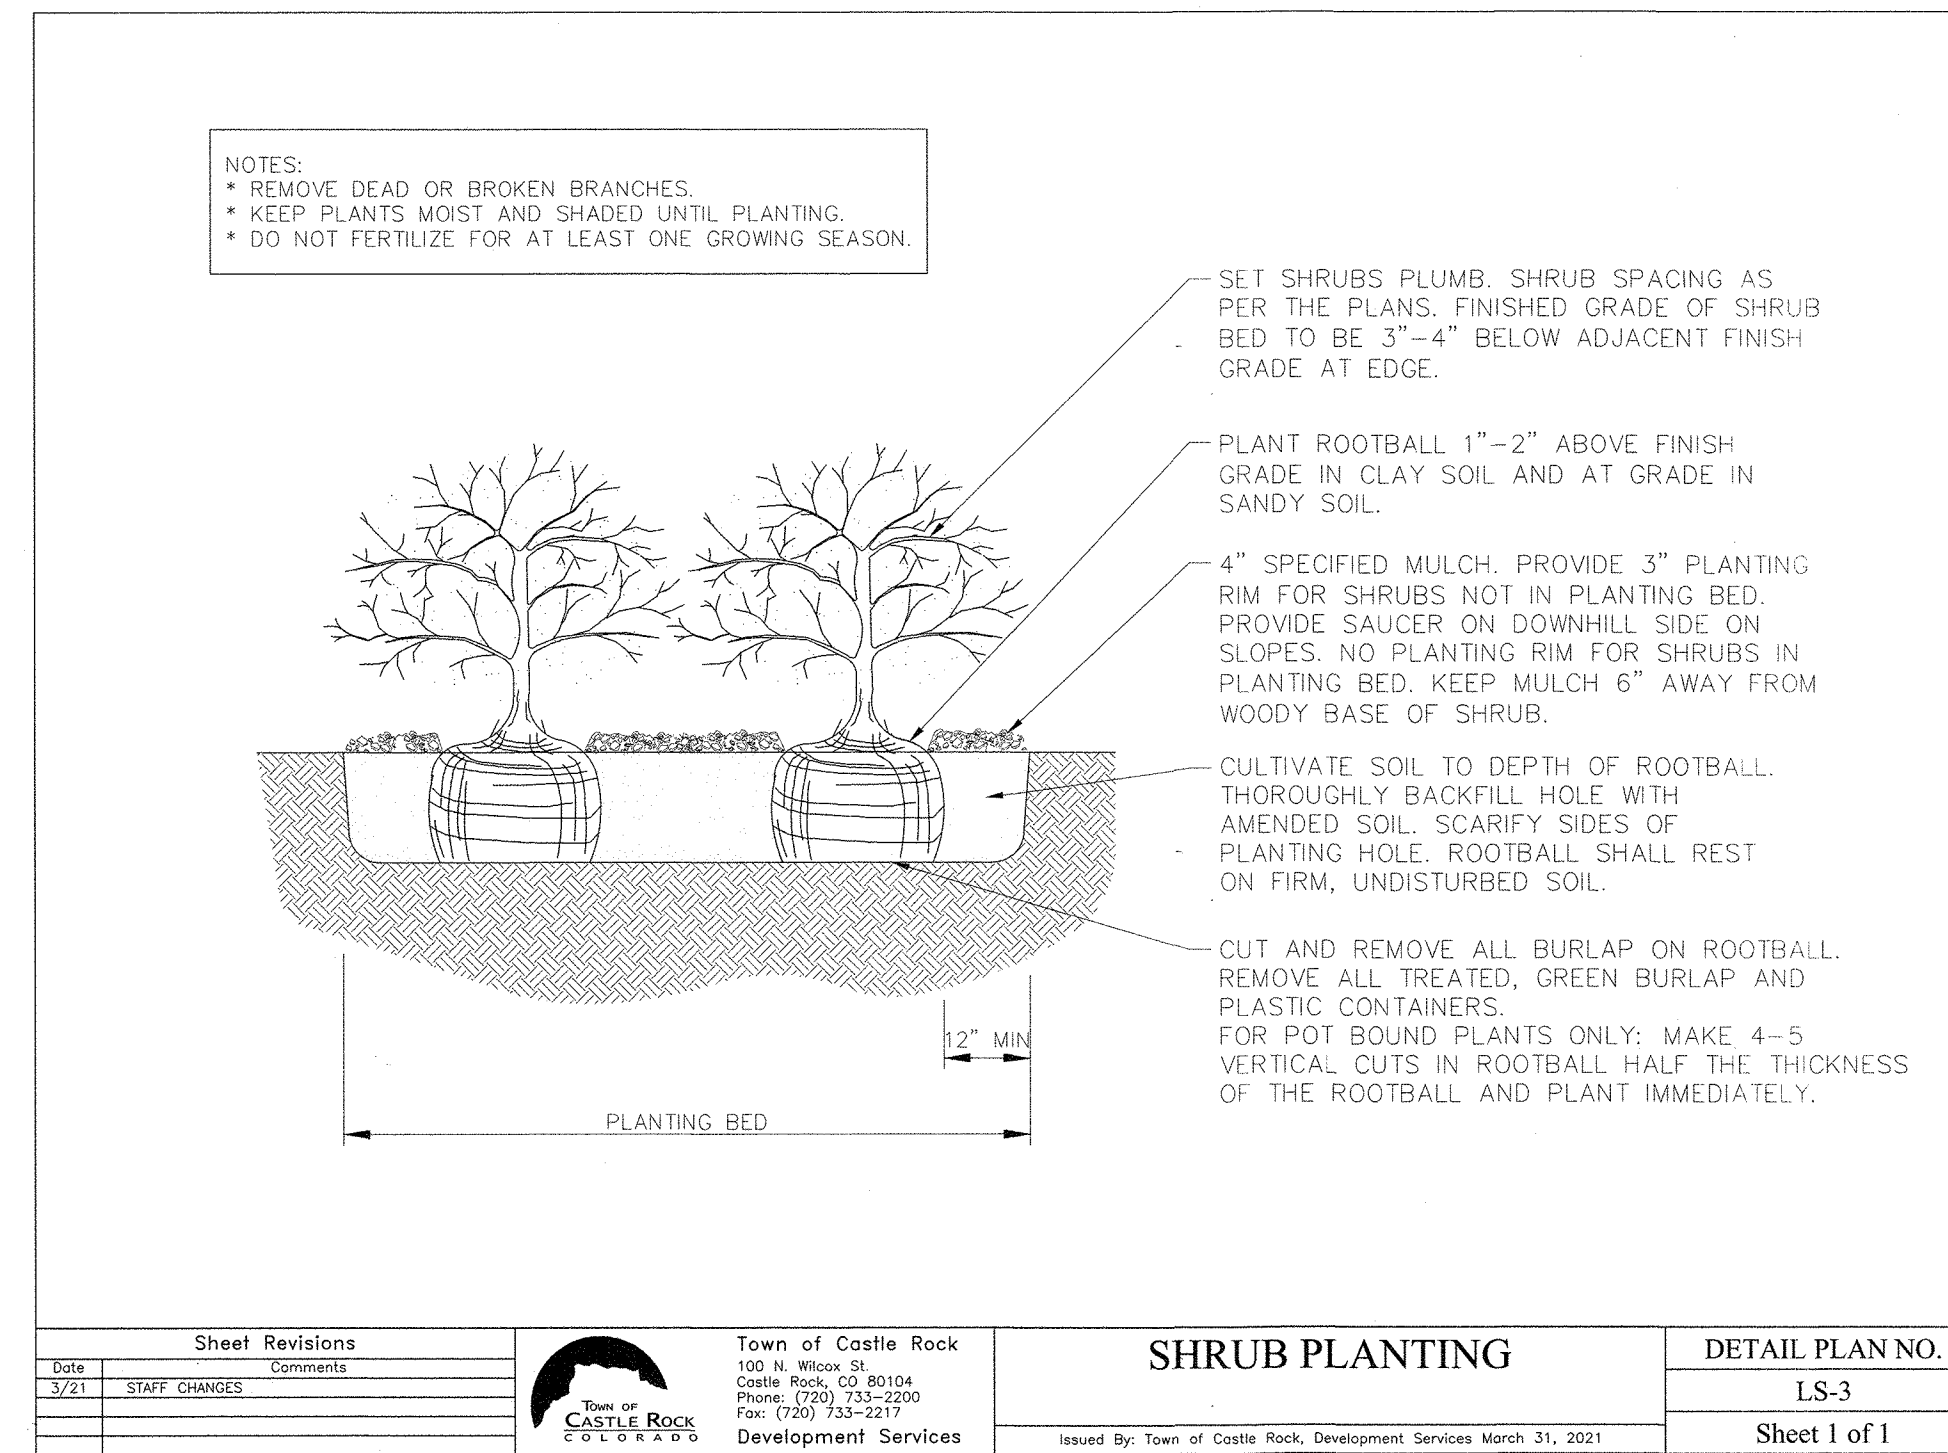 NOTES:
* REMOVE DEAD OR BROKEN BRANCHES.
* KEEP PLANTS MOIST AND SHADED UNTIL PLANTING.
* DO NOT FERTILIZE FOR AT LEAST ONE GROWING SEASON.
SET SHRUBS PLUMB. SHRUB SPACING AS
PER THE PLANS. FINISHED GRADE OF SHRUB
BED TO BE 3"-4" BELOW ADJACENT FINISH
GRADE AT EDGE.
PLANT ROOTBALL 1"-2" ABOVE FINISH
GRADE IN CLAY SOIL AND AT GRADE IN
SANDY SOIL.
4" SPECIFIED MULCH. PROVIDE 3" PLANTING
RIM FOR SHRUBS NOT IN PLANTING BED.
PROVIDE SAUCER ON DOWNHILL SIDE ON
SLOPES. NO PLANTING RIM FOR SHRUBS IN
PLANTING BED. KEEP MULCH 6" AWAY FROM
WOODY BASE OF SHRUB.
CULTIVATE SOIL TO DEPTH OF ROOTBALL.
THOROUGHLY BACKFILL HOLE WITH
AMENDED SOIL. SCARIFY SIDES OF
PLANTING HOLE. ROOTBALL SHALL REST
ON FIRM, UNDISTURBED SOIL.
CUT AND REMOVE ALL BURLAP ON ROOTBALL.
REMOVE ALL TREATED, GREEN BURLAP AND
PLASTIC CONTAINERS.
FOR POT BOUND PLANTS ONLY: MAKE 4-5
VERTICAL CUTS IN ROOTBALL HALF THE THICKNESS
OF THE ROOTBALL AND PLANT IMMEDIATELY.
12" MIN
PLANTING BED
Sheet Revisions
Date Comments
3/21 STAFF CHANGES
TOWN OF
CASTLE ROCK
COLORADO
Town of Castle Rock
100 N. Wilcox St.
Castle Rock, CO 80104
Phone: (720) 733-2200
Fax: (720) 733-2217
Development Services
SHRUB PLANTING
Issued By: Town of Castle Rock, Development Services March 31, 2021
DETAIL PLAN NO.
LS-3
Sheet 1 of 1